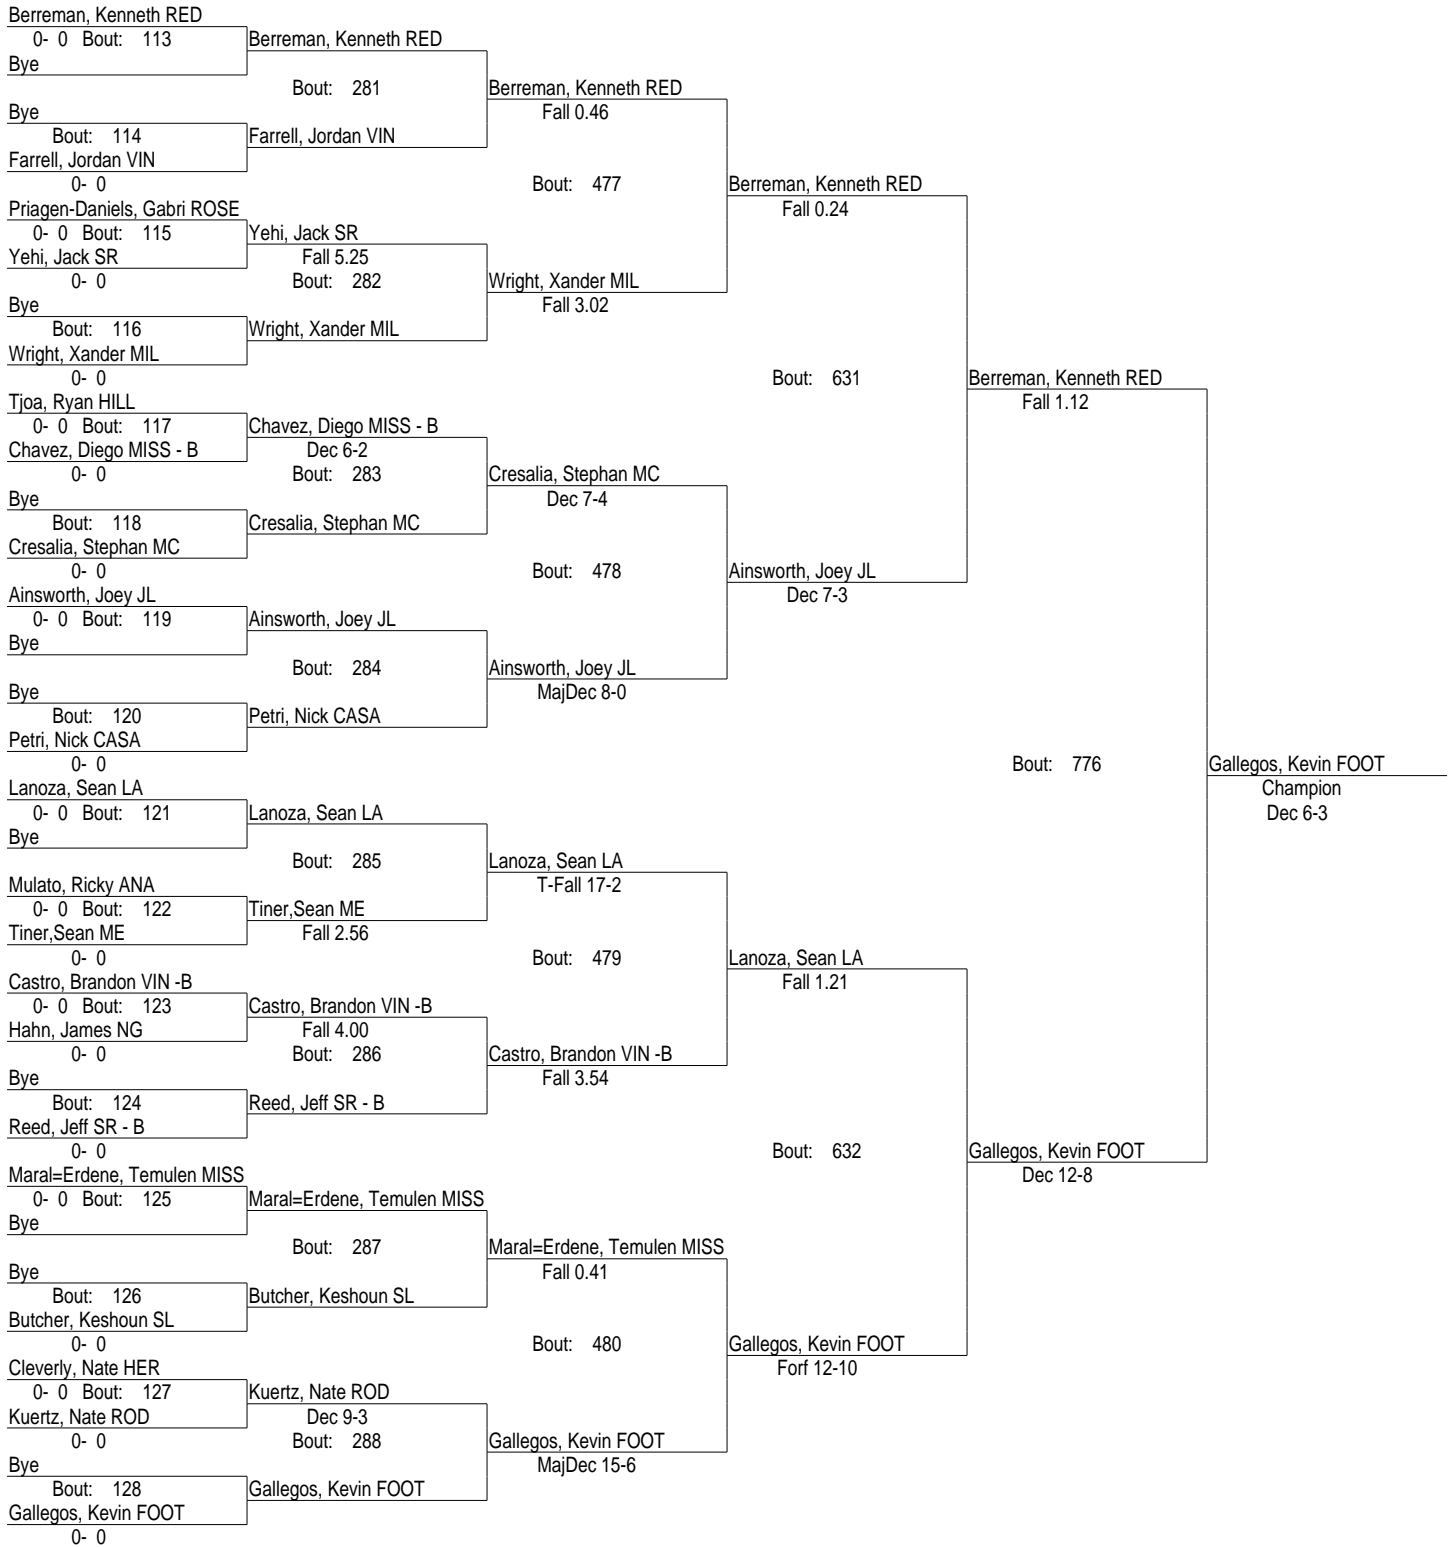 Berreman, Kenneth RED
0- 0 Bout: 113 Berreman, Kenneth RED
Bye
Bout: 281 Berreman, Kenneth RED
Bye Fall 0.46
Bout: 114 Farrell, Jordan VIN
Farrell, Jordan VIN
0- 0 Bout: 477 Berreman, Kenneth RED
Priagen-Daniels, Gabri ROSE Fall 0.24
0- 0 Bout: 115 Yehi, Jack SR
Yehi, Jack SR Fall 5.25
0- 0 Bout: 282 Wright, Xander MIL
Bye Fall 3.02
Bout: 116 Wright, Xander MIL
Wright, Xander MIL
0- 0 Bout: 631 Berreman, Kenneth RED
Tjoa, Ryan HILL Fall 1.12
0- 0 Bout: 117 Chavez, Diego MISS - B
Chavez, Diego MISS - B Dec 6-2
0- 0 Bout: 283 Cresalia, Stephan MC
Bye Dec 7-4
Bout: 118 Cresalia, Stephan MC
Cresalia, Stephan MC
0- 0 Bout: 478 Ainsworth, Joey JL
Ainsworth, Joey JL Dec 7-3
0- 0 Bout: 119 Ainsworth, Joey JL
Bye
Bout: 284 Ainsworth, Joey JL
Bye MajDec 8-0
Bout: 120 Petri, Nick CASA
Petri, Nick CASA
0- 0 Bout: 776 Gallegos, Kevin FOOT
Lanoza, Sean LA Champion
0- 0 Bout: 121 Lanoza, Sean LA Dec 6-3
Bye
Bout: 285 Lanoza, Sean LA
Mulato, Ricky ANA T-Fall 17-2
0- 0 Bout: 122 Tiner,Sean ME
Tiner,Sean ME Fall 2.56
0- 0 Bout: 479 Lanoza, Sean LA
Castro, Brandon VIN -B Fall 1.21
0- 0 Bout: 123 Castro, Brandon VIN -B
Hahn, James NG Fall 4.00
0- 0 Bout: 286 Castro, Brandon VIN -B
Bye Fall 3.54
Bout: 124 Reed, Jeff SR - B
Reed, Jeff SR - B
0- 0 Bout: 632 Gallegos, Kevin FOOT
Maral=Erdene, Temulen MISS Dec 12-8
0- 0 Bout: 125 Maral=Erdene, Temulen MISS
Bye
Bout: 287 Maral=Erdene, Temulen MISS
Bye Fall 0.41
Bout: 126 Butcher, Keshoun SL
Butcher, Keshoun SL
0- 0 Bout: 480 Gallegos, Kevin FOOT
Cleverly, Nate HER Forf 12-10
0- 0 Bout: 127 Kuertz, Nate ROD
Kuertz, Nate ROD Dec 9-3
0- 0 Bout: 288 Gallegos, Kevin FOOT
Bye MajDec 15-6
Bout: 128 Gallegos, Kevin FOOT
Gallegos, Kevin FOOT
0- 0